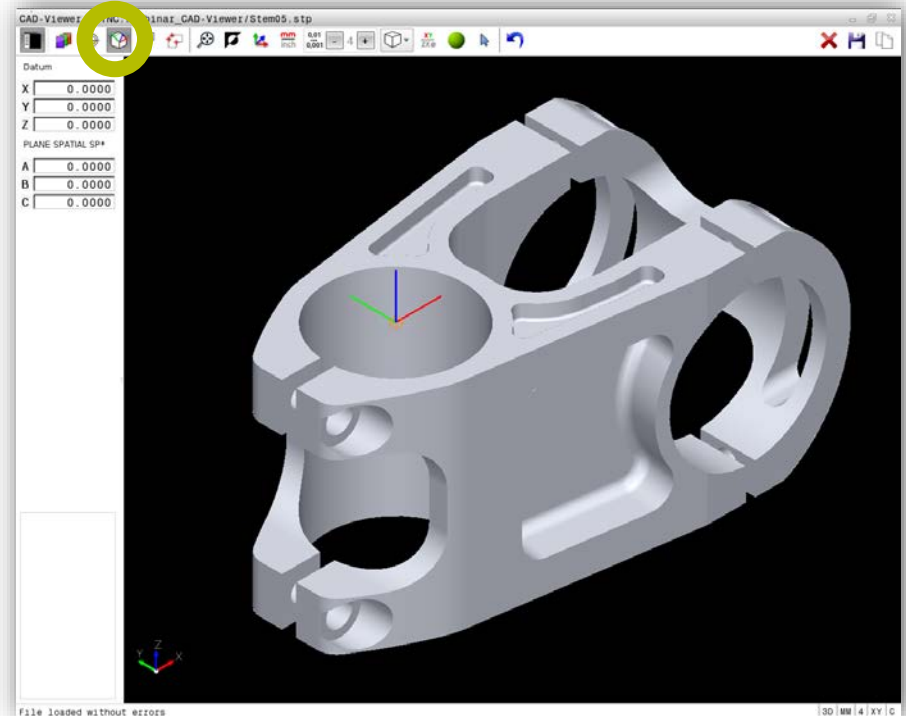 CAD-Viewer
inar_CAD-Viewer/Stem05.stp
mm
inch
0,01
0,001
4
XY
Datum
X 0.0000
Y 0.0000
Z 0.0000
PLANE SPATIAL SP*
A 0.0000
B 0.0000
C 0.0000
Z
Y
X
File loaded without errors
3D MM 4 XY C